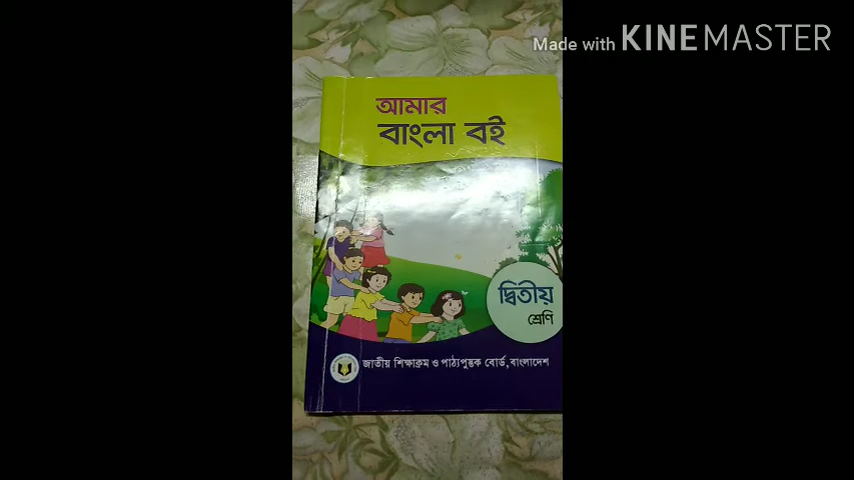 Made with KINEMASTER
আমার
বাংলা বই
দ্বিতীয়
শ্রেণি
জাতীয় শিক্ষাক্রম ও পাঠ্যপুস্তক বোর্ড, বাংলাদেশ